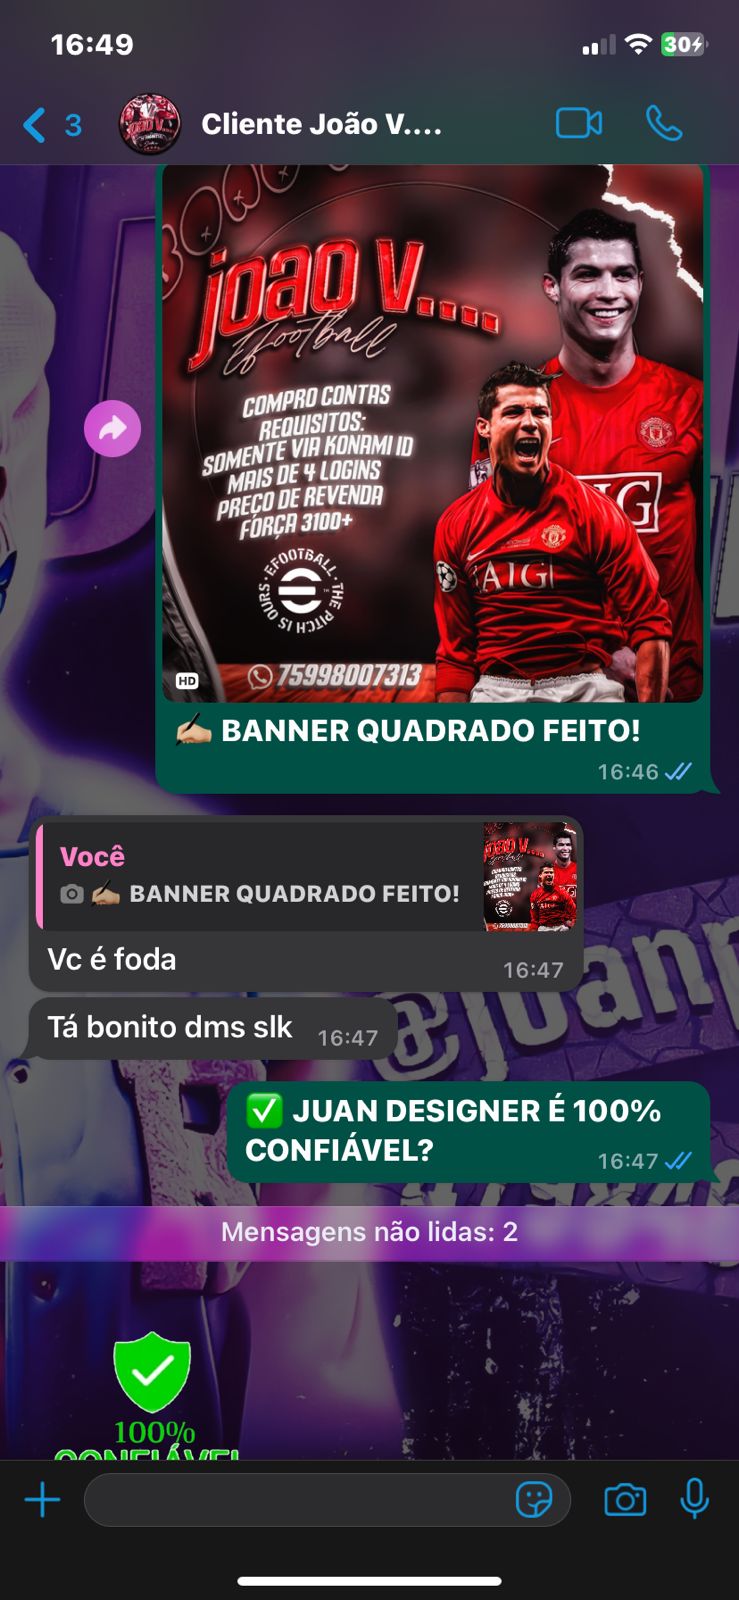 16:49
30
3
Cliente João V....
joao V....
Efootball
COMPRO CONTAS
REQUISITOS:
SOMENTE VIA KONAMI ID
MAIS DE 4 LOGINS
PREÇO DE REVENDA
FORÇA 3100+
EFOOTBALL™
THE PITCH IS OURS
AIG
AIG
HD
75998007313
✍🏻 BANNER QUADRADO FEITO!
16:46
Você
✍🏻 BANNER QUADRADO FEITO!
Vc é foda
16:47
Tá bonito dms slk
16:47
✅ JUAN DESIGNER É 100%
CONFIÁVEL?
16:47
Mensagens não lidas: 2
100%
CONFIÁVEL